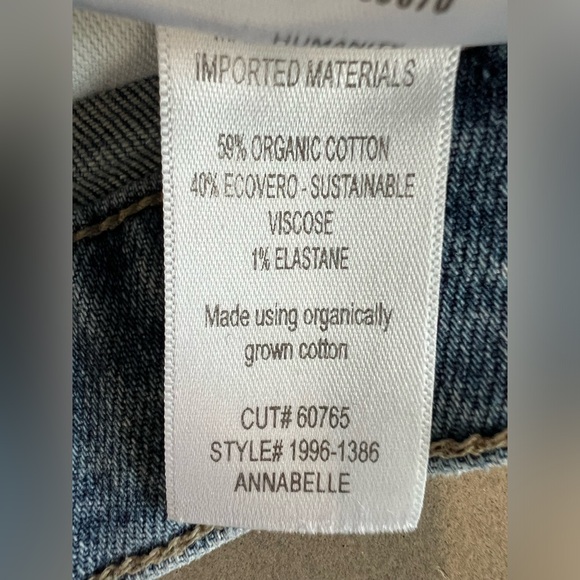 IMPORTED MATERIALS
59% ORGANIC COTTON
40% ECOVERO - SUSTAINABLE
VISCOSE
1% ELASTANE
Made using organically
grown cotton
CUT# 60765
STYLE# 1996-1386
ANNABELLE